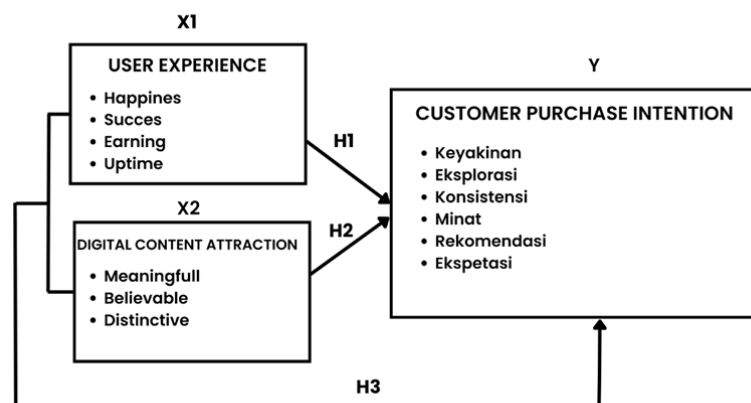 X1
USER EXPERIENCE
• Happines
• Succes
• Earning
• Uptime
H1
X2
DIGITAL CONTENT ATTRACTION
• Meaningfull
• Believable
• Distinctive
H2
Y
CUSTOMER PURCHASE INTENTION
• Keyakinan
• Eksplorasi
• Konsistensi
• Minat
• Rekomendasi
• Ekspetasi
H3